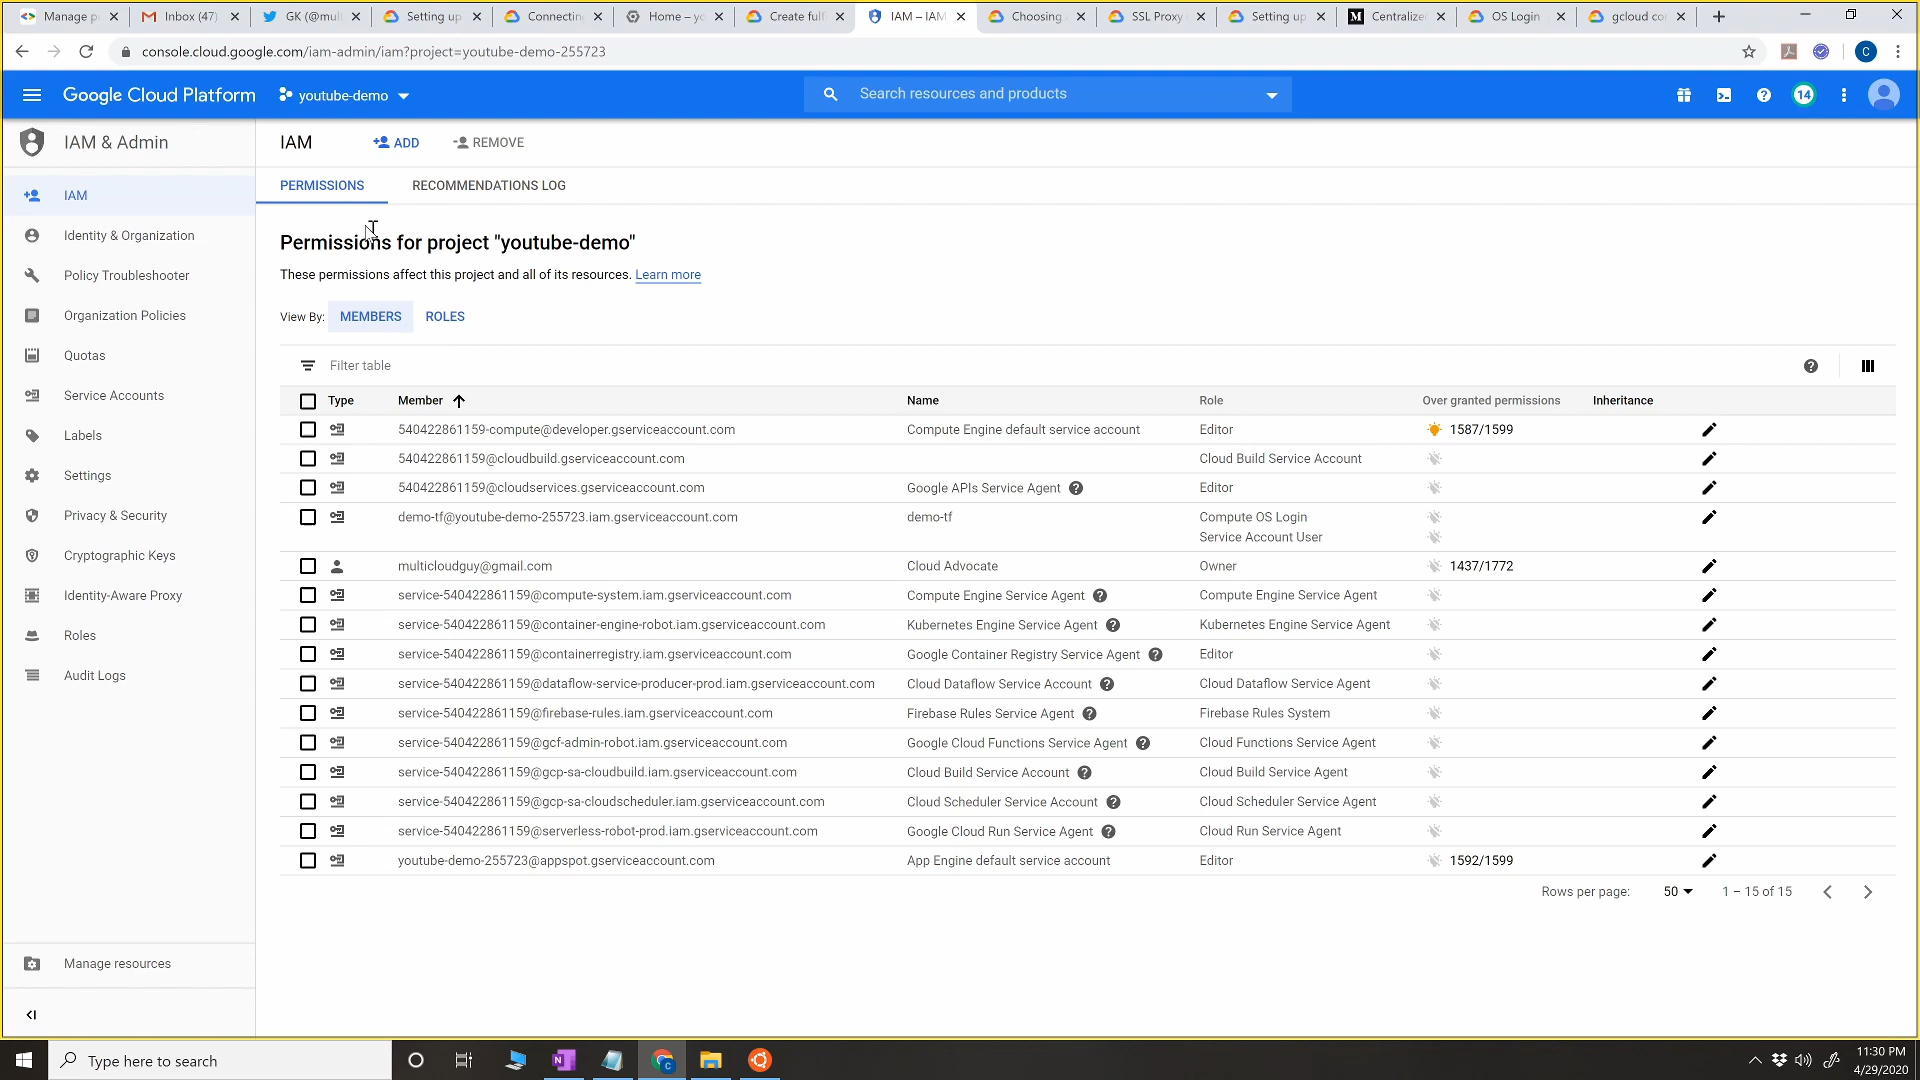 Manage p
Inbox (47)
GK (@mult
Setting up
Connectin
Home – yo
Create fulf
IAM – IAM
Choosing
SSL Proxy
Setting up
Centralize
OS Login
gcloud co
console.cloud.google.com/iam-admin/iam?project=youtube-demo-255723
C
Google Cloud Platform
youtube-demo
Search resources and products
14
IAM & Admin
IAM
ADD
REMOVE
IAM
Identity & Organization
Policy Troubleshooter
Organization Policies
Quotas
Service Accounts
Labels
Settings
Privacy & Security
Cryptographic Keys
Identity-Aware Proxy
Roles
Audit Logs
Manage resources
PERMISSIONS
RECOMMENDATIONS LOG
Permissions for project "youtube-demo"
These permissions affect this project and all of its resources. Learn more
View By: MEMBERS ROLES
Filter table
Type Member Name Role Over granted permissions Inheritance
540422861159-compute@developer.gserviceaccount.com Compute Engine default service account Editor 1587/1599
540422861159@cloudbuild.gserviceaccount.com Cloud Build Service Account
540422861159@cloudservices.gserviceaccount.com Google APIs Service Agent Editor
demo-tf@youtube-demo-255723.iam.gserviceaccount.com demo-tf Compute OS Login
Service Account User
multicloudguy@gmail.com Cloud Advocate Owner 1437/1772
service-540422861159@compute-system.iam.gserviceaccount.com Compute Engine Service Agent Compute Engine Service Agent
service-540422861159@container-engine-robot.iam.gserviceaccount.com Kubernetes Engine Service Agent Kubernetes Engine Service Agent
service-540422861159@containerregistry.iam.gserviceaccount.com Google Container Registry Service Agent Editor
service-540422861159@dataflow-service-producer-prod.iam.gserviceaccount.com Cloud Dataflow Service Account Cloud Dataflow Service Agent
service-540422861159@firebase-rules.iam.gserviceaccount.com Firebase Rules Service Agent Firebase Rules System
service-540422861159@gcf-admin-robot.iam.gserviceaccount.com Google Cloud Functions Service Agent Cloud Functions Service Agent
service-540422861159@gcp-sa-cloudbuild.iam.gserviceaccount.com Cloud Build Service Account Cloud Build Service Agent
service-540422861159@gcp-sa-cloudscheduler.iam.gserviceaccount.com Cloud Scheduler Service Account Cloud Scheduler Service Agent
service-540422861159@serverless-robot-prod.iam.gserviceaccount.com Google Cloud Run Service Agent Cloud Run Service Agent
youtube-demo-255723@appspot.gserviceaccount.com App Engine default service account Editor 1592/1599
Rows per page: 50 1 – 15 of 15
Type here to search
11:30 PM
4/29/2020